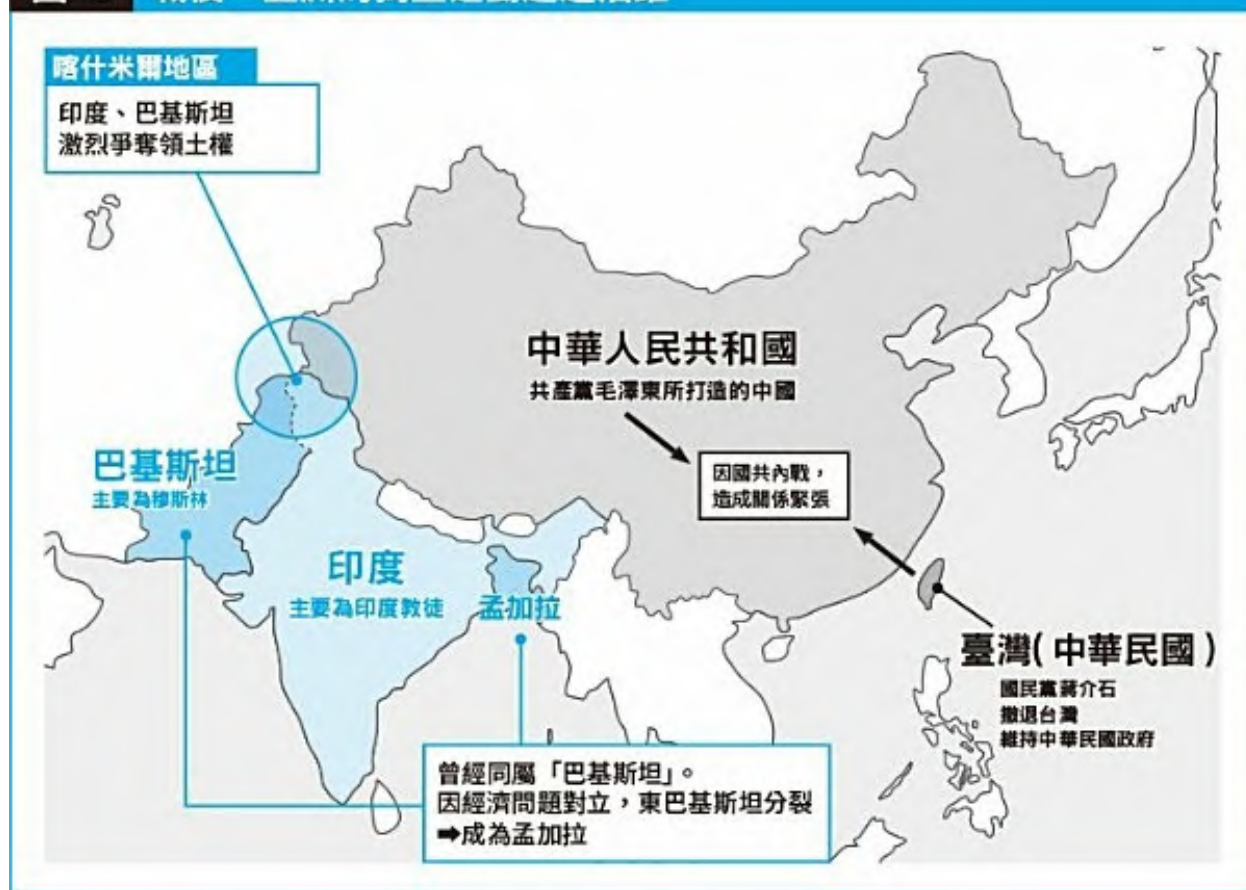 喀什米爾地區
印度、巴基斯坦
激烈爭奪領土權
中華人民共和國
共產黨毛澤東所打造的中國
因國共內戰，
造成關係緊張
巴基斯坦
主要為穆斯林
印度
主要為印度教徒
孟加拉
臺灣(中華民國)
國民黨蔣介石
撤退台灣
維持中華民國政府
曾經同屬「巴基斯坦」。
因經濟問題對立，東巴基斯坦分裂
➡成為孟加拉